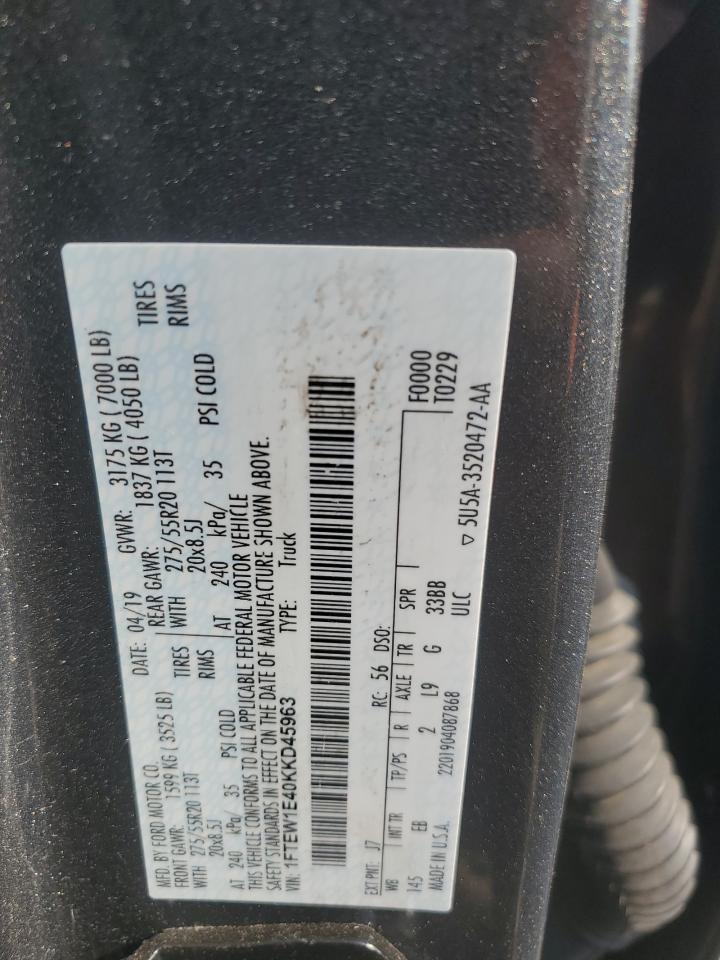 MFD. BY FORD MOTOR CO. DATE: 04/19 GVWR: 3175 KG ( 7000 LB)
FRONT GAWR: 1599 KG ( 3525 LB) REAR GAWR: 1837 KG ( 4050 LB)
WITH 275/55R20 113T TIRES WITH 275/55R20 113T TIRES
20x8.5J RIMS 20x8.5J RIMS
AT 240 kPa/ 35 PSI COLD AT 240 kPa/ 35 PSI COLD
THIS VEHICLE CONFORMS TO ALL APPLICABLE FEDERAL MOTOR VEHICLE
SAFETY STANDARDS IN EFFECT ON THE DATE OF MANUFACTURE SHOWN ABOVE.
VIN: 1FTEW1E40KKD45963 TYPE: Truck
EXT PNT: J7 RC: 56 DSO: F0000
WB INT TR TP/PS R AXLE TR SPR T0229
145 EB 2 L9 G 33BB
MADE IN U.S.A. 2201904087868 ULC ▽ 5U5A-3520472-AA